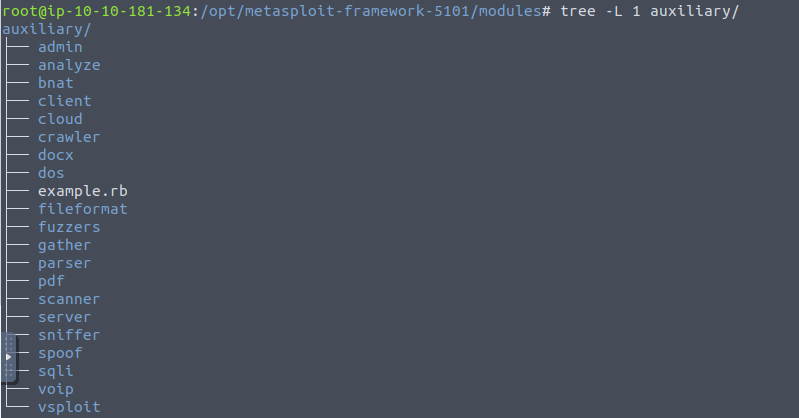 root@ip-10-10-181-134:/opt/metasploit-framework-5101/modules# tree -L 1 auxiliary/
auxiliary/
├── admin
├── analyze
├── bnat
├── client
├── cloud
├── crawler
├── docx
├── dos
├── example.rb
├── fileformat
├── fuzzers
├── gather
├── parser
├── pdf
├── scanner
├── server
├── sniffer
├── spoof
├── sqli
├── voip
└── vsploit